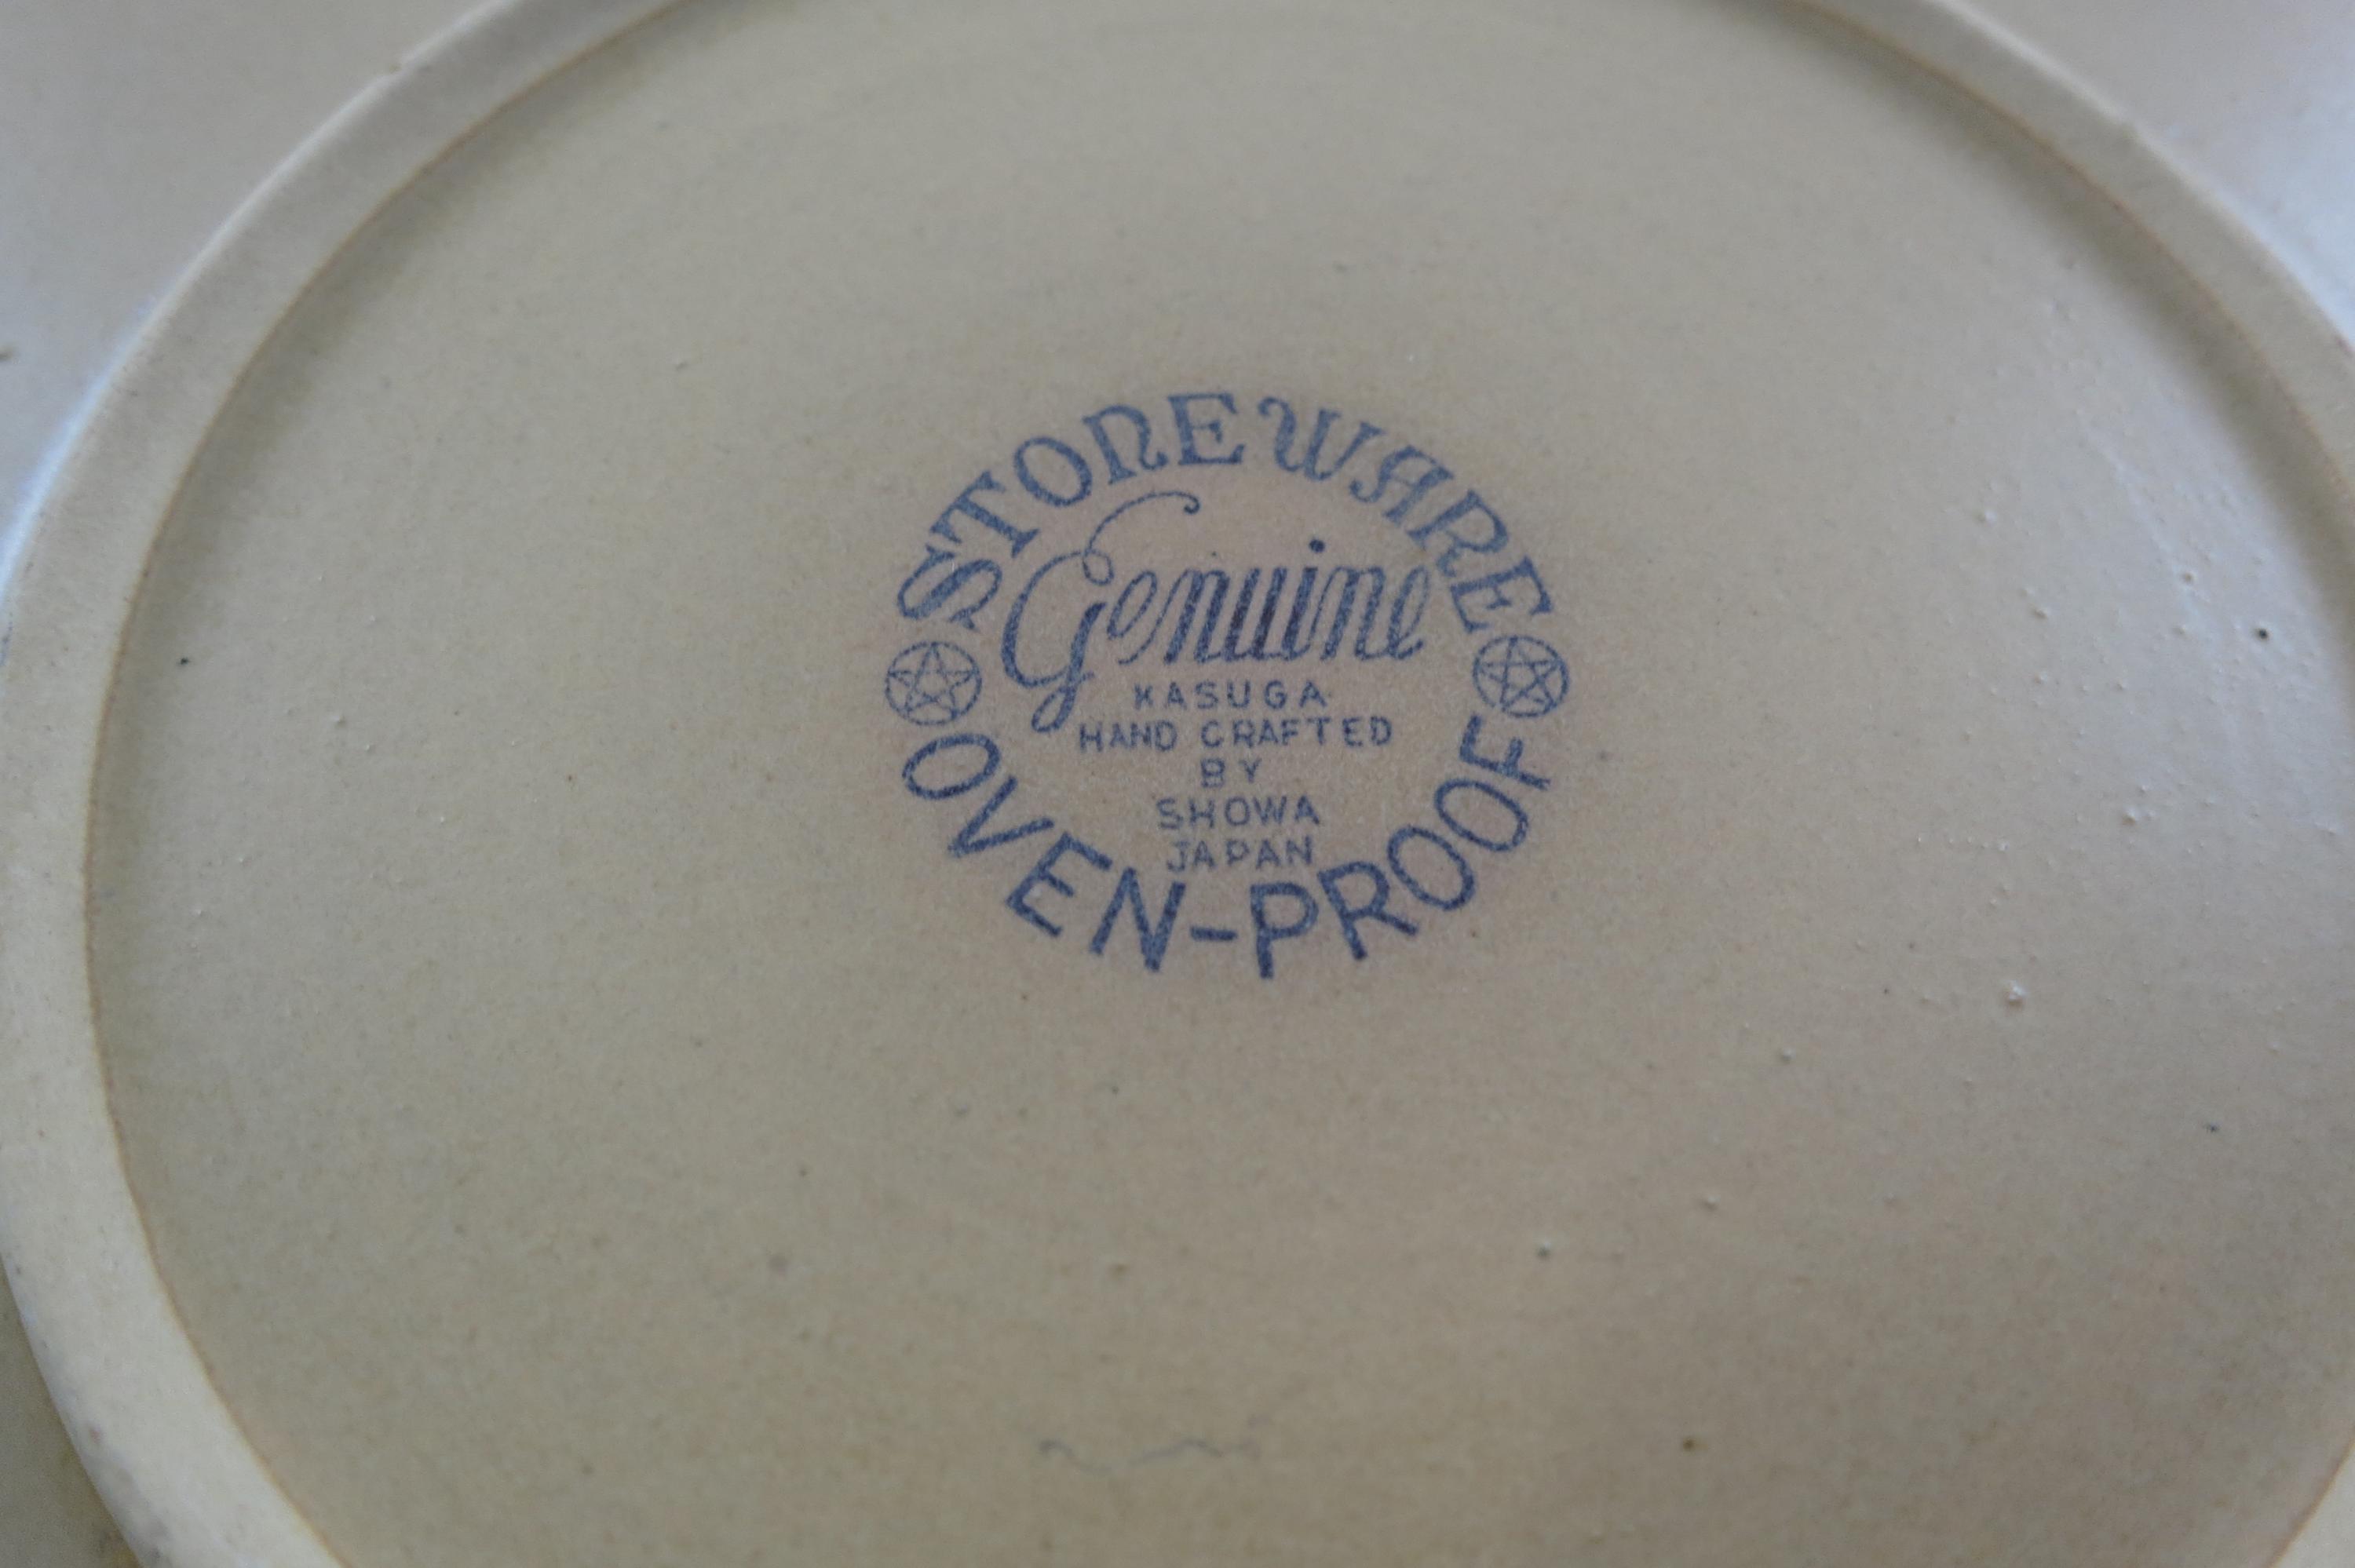 STONEWARE
Genuine
KASUGA
HAND CRAFTED
BY
SHOWA
JAPAN
OVEN-PROOF